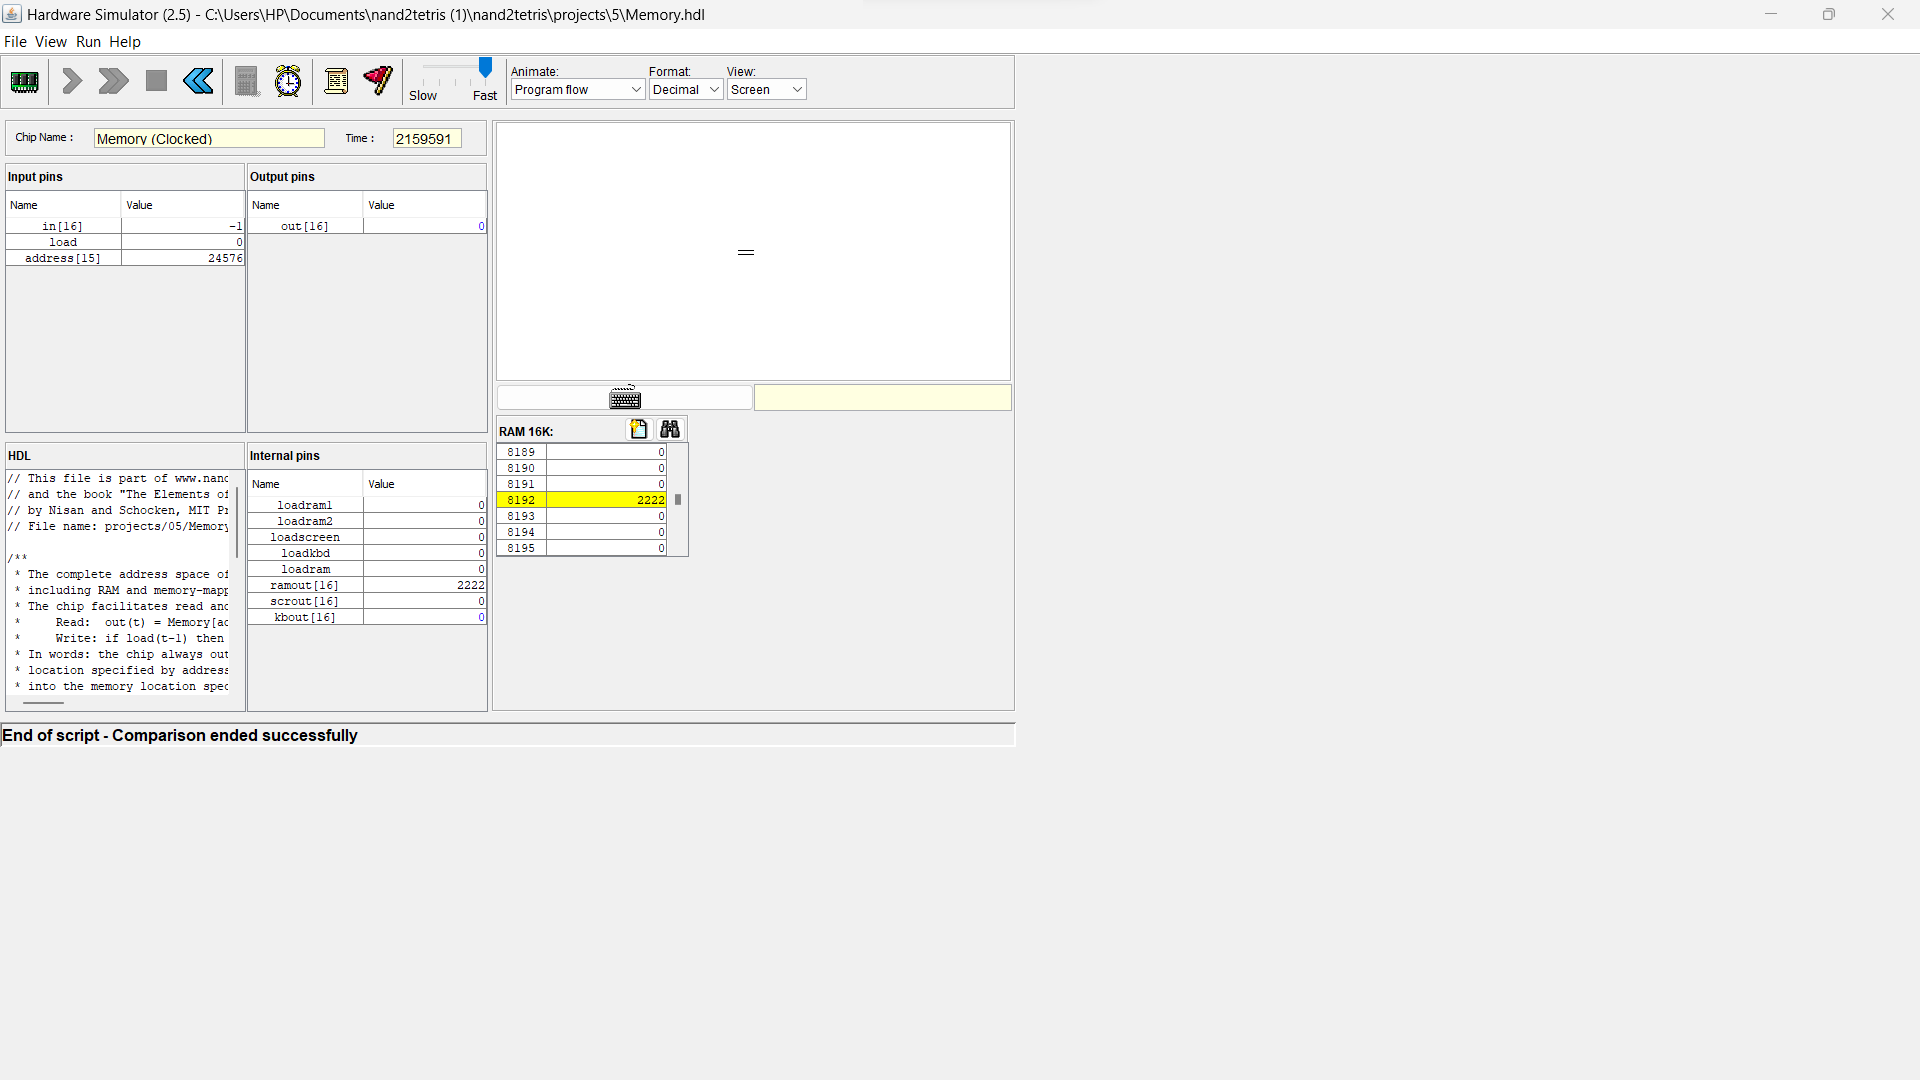 Hardware Simulator (2.5) - C:\Users\HP\Documents\nand2tetris (1)\nand2tetris\projects\5\Memory.hdl
File View Run Help
Slow Fast
Animate:
Program flow
Format:
Decimal
View:
Screen
Chip Name :
Memory (Clocked)
Time :
2159591
Input pins
Name Value
in[16] -1
load 0
address[15] 24576
Output pins
Name Value
out[16] 0
HDL
// This file is part of www.nand
// and the book "The Elements of
// by Nisan and Schocken, MIT Pr
// File name: projects/05/Memory
/**
* The complete address space of
* including RAM and memory-mapp
* The chip facilitates read and
* Read: out(t) = Memory[ad
* Write: if load(t-1) then
* In words: the chip always out
* location specified by address
* into the memory location spec
Internal pins
Name Value
loadram1 0
loadram2 0
loadscreen 0
loadkbd 0
loadram 0
ramout[16] 2222
scrout[16] 0
kbout[16] 0
RAM 16K:
8189 0
8190 0
8191 0
8192 2222
8193 0
8194 0
8195 0
End of script - Comparison ended successfully